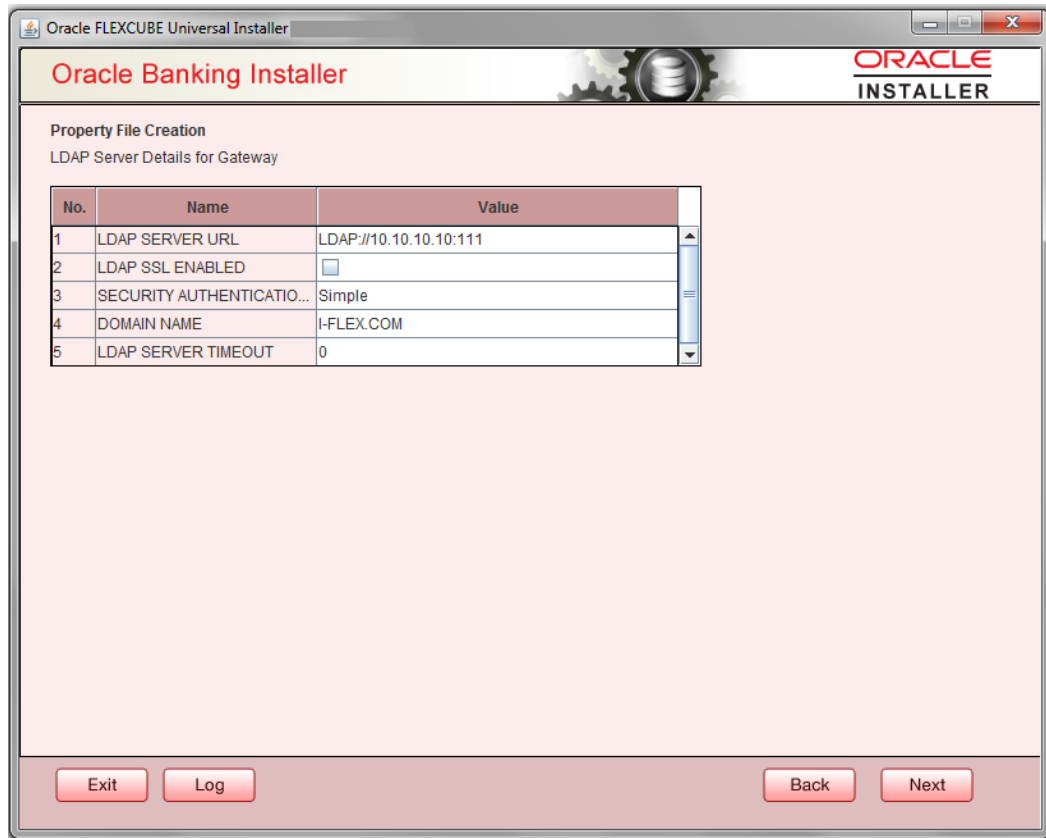 Oracle FLEXCUBE Universal Installer
Oracle Banking Installer
ORACLE
INSTALLER
Property File Creation
LDAP Server Details for Gateway
No. Name Value
1 LDAP SERVER URL LDAP://10.10.10.10:111
2 LDAP SSL ENABLED
3 SECURITY AUTHENTICATIO... Simple
4 DOMAIN NAME I-FLEX.COM
5 LDAP SERVER TIMEOUT 0
Exit Log Back Next